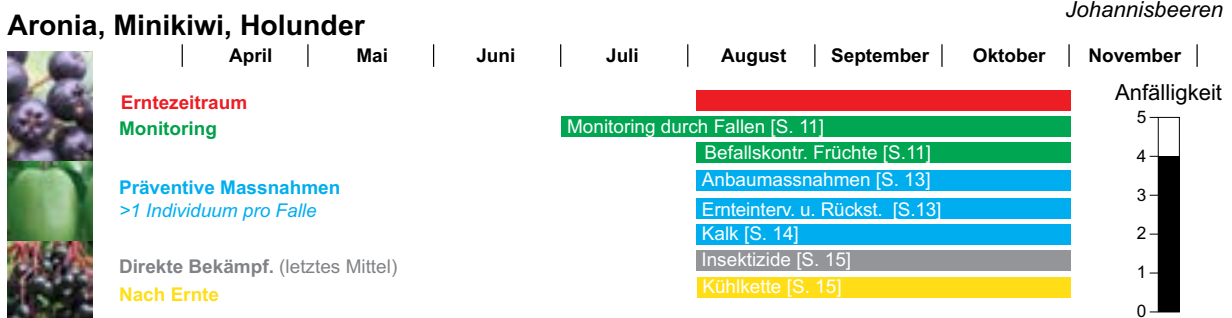 Johannisbeeren
Aronia, Minikiwi, Holunder
April Mai Juni Juli August September Oktober November
Erntezeitraum
Anfälligkeit
Monitoring
Monitoring durch Fallen [S. 11]
Befallskontr. Früchte [S.11]
Präventive Massnahmen
Anbaumassnahmen [S. 13]
>1 Individuum pro Falle
Ernteinterv. u. Rückst. [S.13]
Kalk [S. 14]
Direkte Bekämpf. (letztes Mittel)
Insektizide [S. 15]
Nach Ernte
Kühlkette [S. 15]
5
4
3
2
1
0